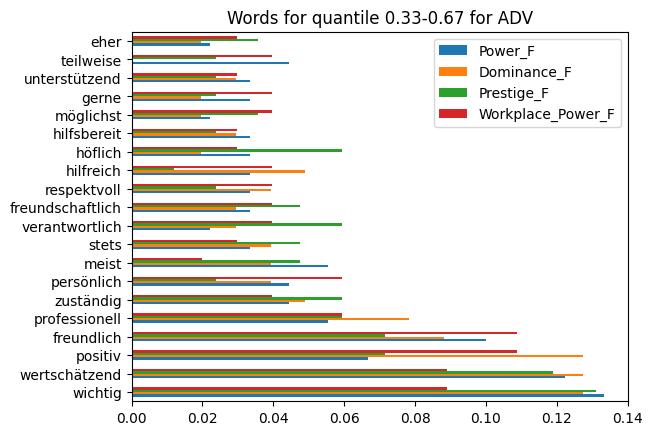 Words for quantile 0.33-0.67 for ADV
eher
teilweise
unterstützend
gerne
möglichst
hilfsbereit
höflich
hilfreich
respektvoll
freundschaftlich
verantwortlich
stets
meist
persönlich
zuständig
professionell
freundlich
positiv
wertschätzend
wichtig
Power_F
Dominance_F
Prestige_F
Workplace_Power_F
0.00 0.02 0.04 0.06 0.08 0.10 0.12 0.14